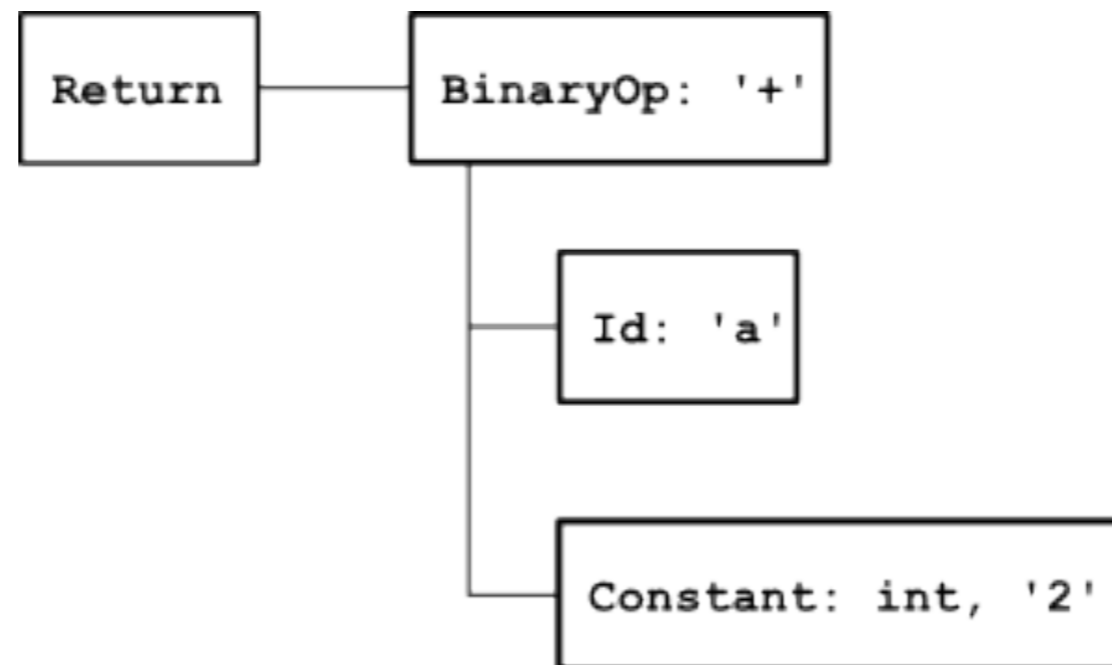 Return
BinaryOp: '+'
Id: 'a'
Constant: int, '2'